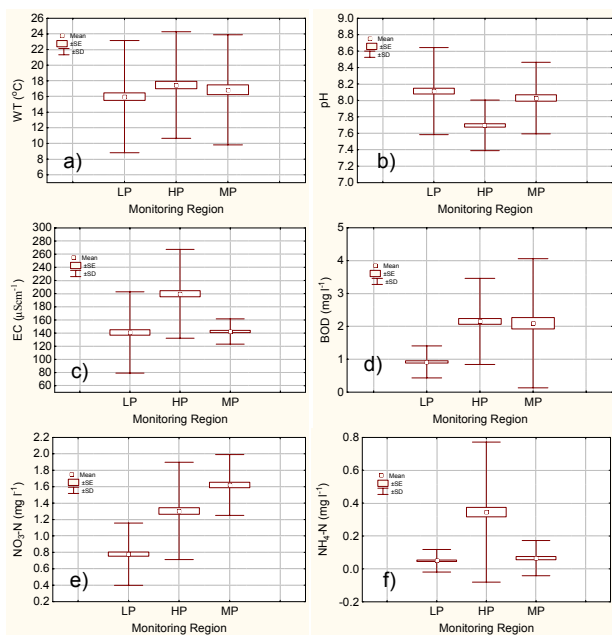 26
24
22
20
18
16
14
12
10
8
6
WT (ºC)
Mean
±SE
±SD
a)
LP HP MP
Monitoring Region
9.0
8.8
8.6
8.4
8.2
8.0
7.8
7.6
7.4
7.2
7.0
pH
Mean
±SE
±SD
b)
LP HP MP
Monitoring Region
300
280
260
240
220
200
180
160
140
120
100
80
60
EC (µScm⁻¹)
Mean
±SE
±SD
c)
LP HP MP
Monitoring Region
5
4
3
2
1
0
BOD (mg l⁻¹)
Mean
±SE
±SD
d)
LP HP MP
Monitoring Region
2.2
2.0
1.8
1.6
1.4
1.2
1.0
0.8
0.6
0.4
0.2
NO₃-N (mg l⁻¹)
Mean
±SE
±SD
e)
LP HP MP
Monitoring Region
0.8
0.6
0.4
0.2
0.0
-0.2
NH₄-N (mg l⁻¹)
Mean
±SE
±SD
f)
LP HP MP
Monitoring Region